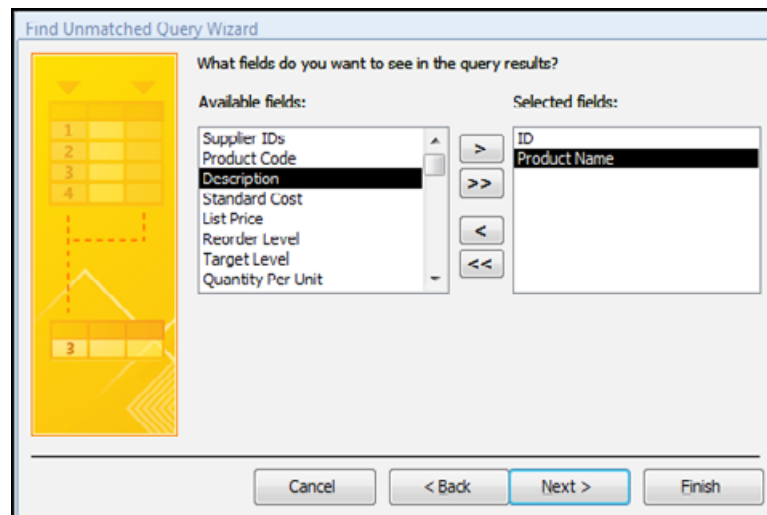 Find Unmatched Query Wizard
What fields do you want to see in the query results?
Available fields:
Selected fields:
Supplier IDs
Product Code
Description
Standard Cost
List Price
Reorder Level
Target Level
Quantity Per Unit
>
>>
<
<<
ID
Product Name
1
2
3
4
3
Cancel
< Back
Next >
Finish